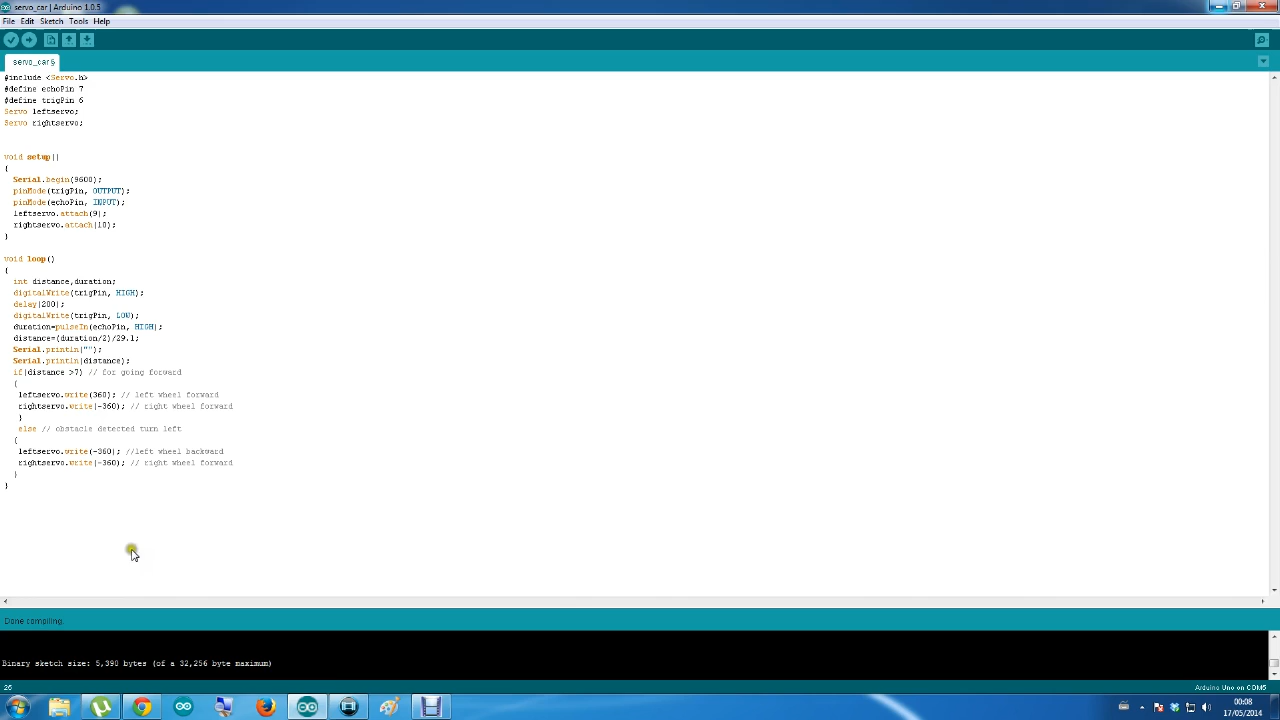 servo_car | Arduino 1.0.5
File Edit Sketch Tools Help
servo_car §
#include <Servo.h>
#define echoPin 7
#define trigPin 6
Servo leftservo;
Servo rightservo;
void setup()
{
Serial.begin(9600);
pinMode(trigPin, OUTPUT);
pinMode(echoPin, INPUT);
leftservo.attach(9);
rightservo.attach(10);
}
void loop()
{
int distance,duration;
digitalWrite(trigPin, HIGH);
delay(200);
digitalWrite(trigPin, LOW);
duration=pulseIn(echoPin, HIGH);
distance=(duration/2)/29.1;
Serial.println("");
Serial.println(distance);
if(distance >7) // for going forward
{
leftservo.write(360); // left wheel forward
rightservo.write(-360); // right wheel forward
}
else // obstacle detected turn left
{
leftservo.write(-360); //left wheel backward
rightservo.write(-360); // right wheel forward
}
}
Done compiling.
Binary sketch size: 5,390 bytes (of a 32,256 byte maximum)
26 Arduino Uno on COM5
00:08
17/05/2014